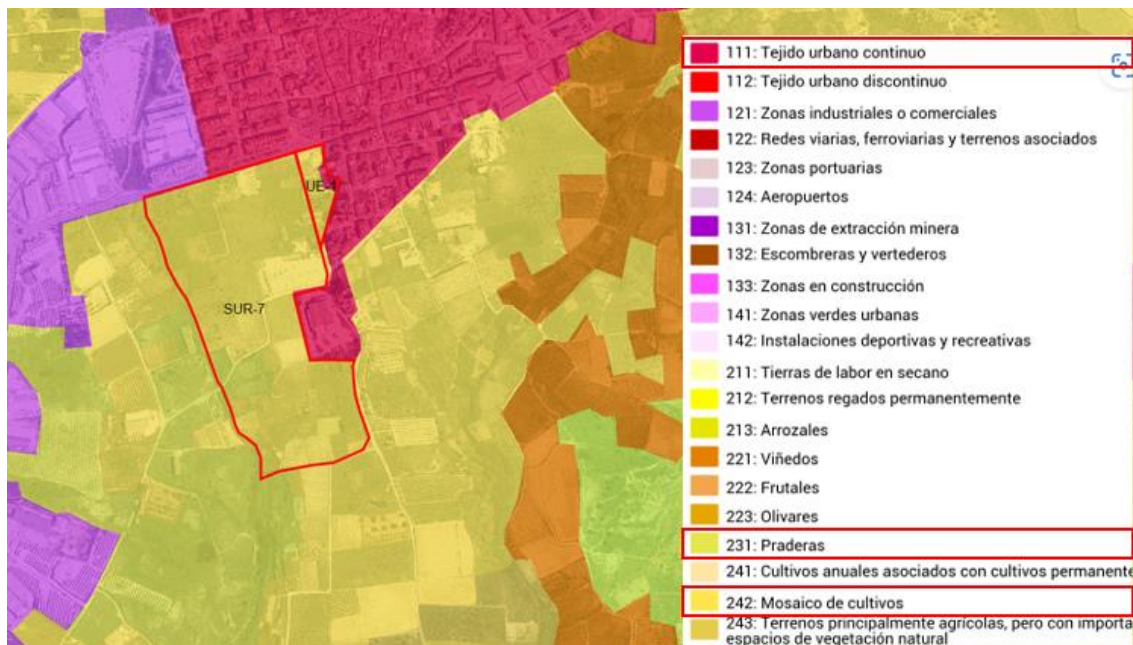 UE-
SUR-7
111: Tejido urbano continuo
112: Tejido urbano discontinuo
121: Zonas industriales o comerciales
122: Redes viarias, ferroviarias y terrenos asociados
123: Zonas portuarias
124: Aeropuertos
131: Zonas de extracción minera
132: Escombreras y vertederos
133: Zonas en construcción
141: Zonas verdes urbanas
142: Instalaciones deportivas y recreativas
211: Tierras de labor en secano
212: Terrenos regados permanentemente
213: Arrozales
221: Viñedos
222: Frutales
223: Olivares
231: Praderas
241: Cultivos anuales asociados con cultivos permanente
242: Mosaico de cultivos
243: Terrenos principalmente agrícolas, pero con importa
espacios de vegetación natural